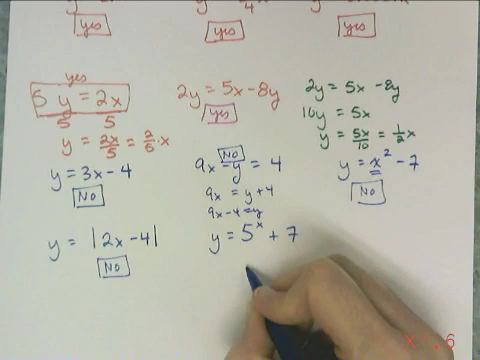 yes
yes
yes
yes
5y = 2x
5 5
y = 2x/5 = 2/5 · x
2y = 5x - 8y
yes
2y = 5x - 8y
10y = 5x
y = 5x/10 = 1/2 x
y = 3x - 4
NO
NO
9x - y = 4
9x = y + 4
9x - 4 = y
y = x² - 7
NO
y = |2x - 4|
NO
y = 5ˣ + 7